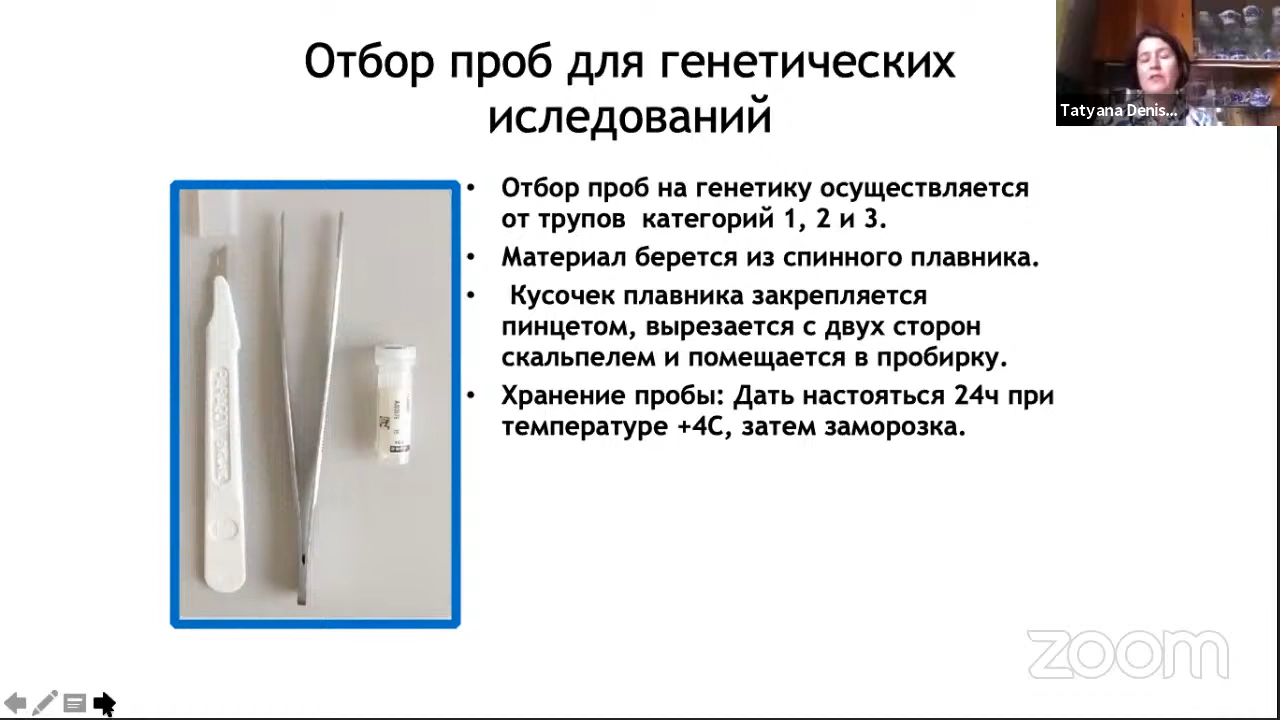 Отбор проб для генетических
иследований
Tatyana Denis...
• Отбор проб на генетику осуществляется
от трупов категорий 1, 2 и 3.
• Материал берется из спинного плавника.
• Кусочек плавника закрепляется
пинцетом, вырезается с двух сторон
скальпелем и помещается в пробирку.
• Хранение пробы: Дать настояться 24ч при
температуре +4С, затем заморозка.
zoom